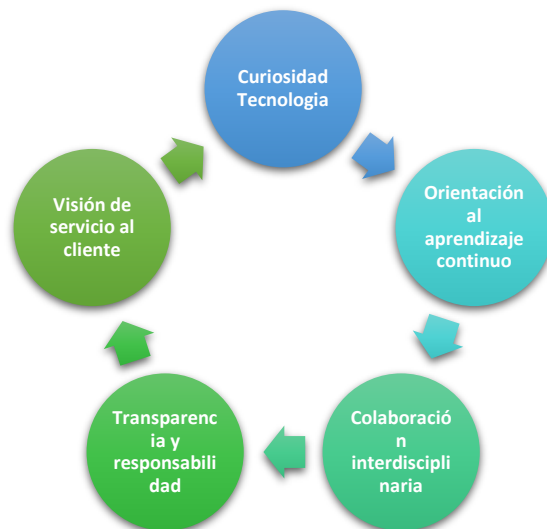 Curiosidad
Tecnologia
Orientación
al
aprendizaje
continuo
Colaboració
n
interdiscipli
naria
Transparenc
ia y
responsabili
dad
Visión de
servicio al
cliente